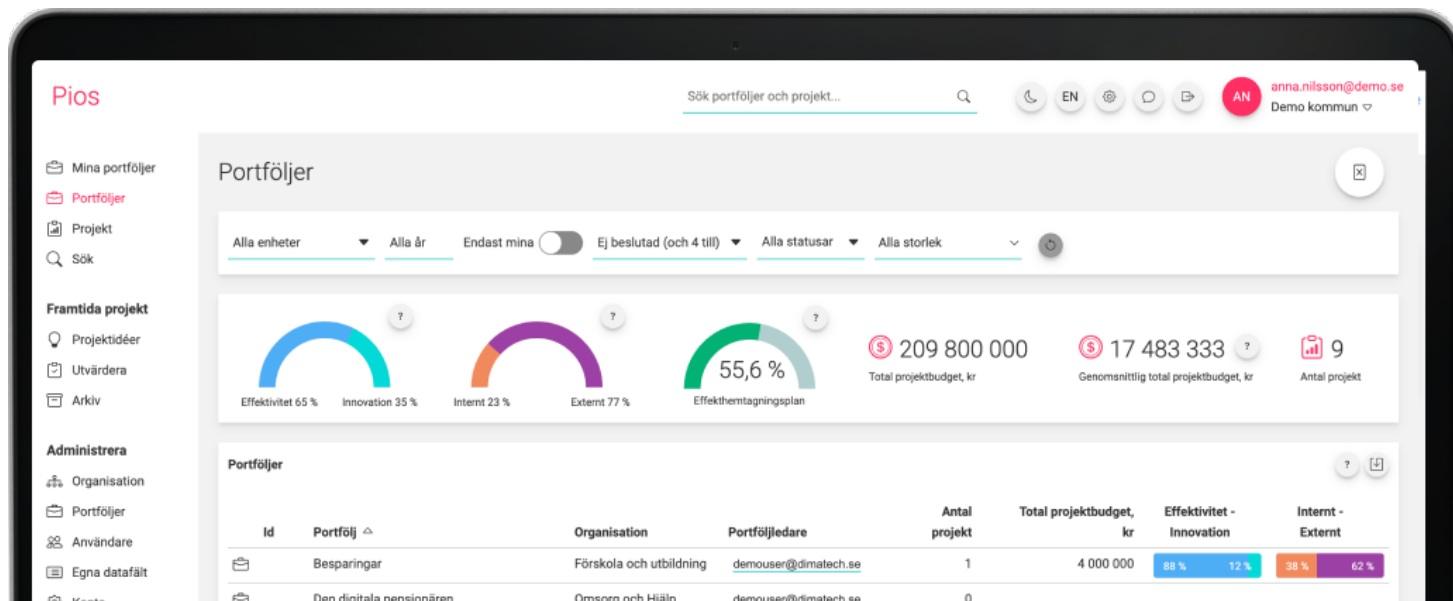 Pios
Sök portföljer och projekt...
EN
AN
anna.nilsson@demo.se
Demo kommun
Mina portföljer
Portföljer
Projekt
Sök
Framtida projekt
Projektidéer
Utvärdera
Arkiv
Administrera
Organisation
Portföljer
Användare
Egna datafält
Portföljer
Alla enheter
Alla år
Endast mina
Ej beslutad (och 4 till)
Alla statusar
Alla storlek
?
Effektivitet 65 %
Innovation 35 %
?
Internt 23 %
Externt 77 %
?
55,6 %
Effekthemtagningsplan
209 800 000
Total projektbudget, kr
17 483 333 ?
Genomsnittlig total projektbudget, kr
9
Antal projekt
Portföljer
?
Id Portfölj Organisation Portföljledare Antal projekt Total projektbudget, kr Effektivitet - Innovation Internt - Externt
Besparingar Förskola och utbildning demouser@dimatech.se 1 4 000 000 88 % 12 % 38 % 62 %
Den digitala pensionären Omsorg och Hjälp demouser@dimatech.se 0